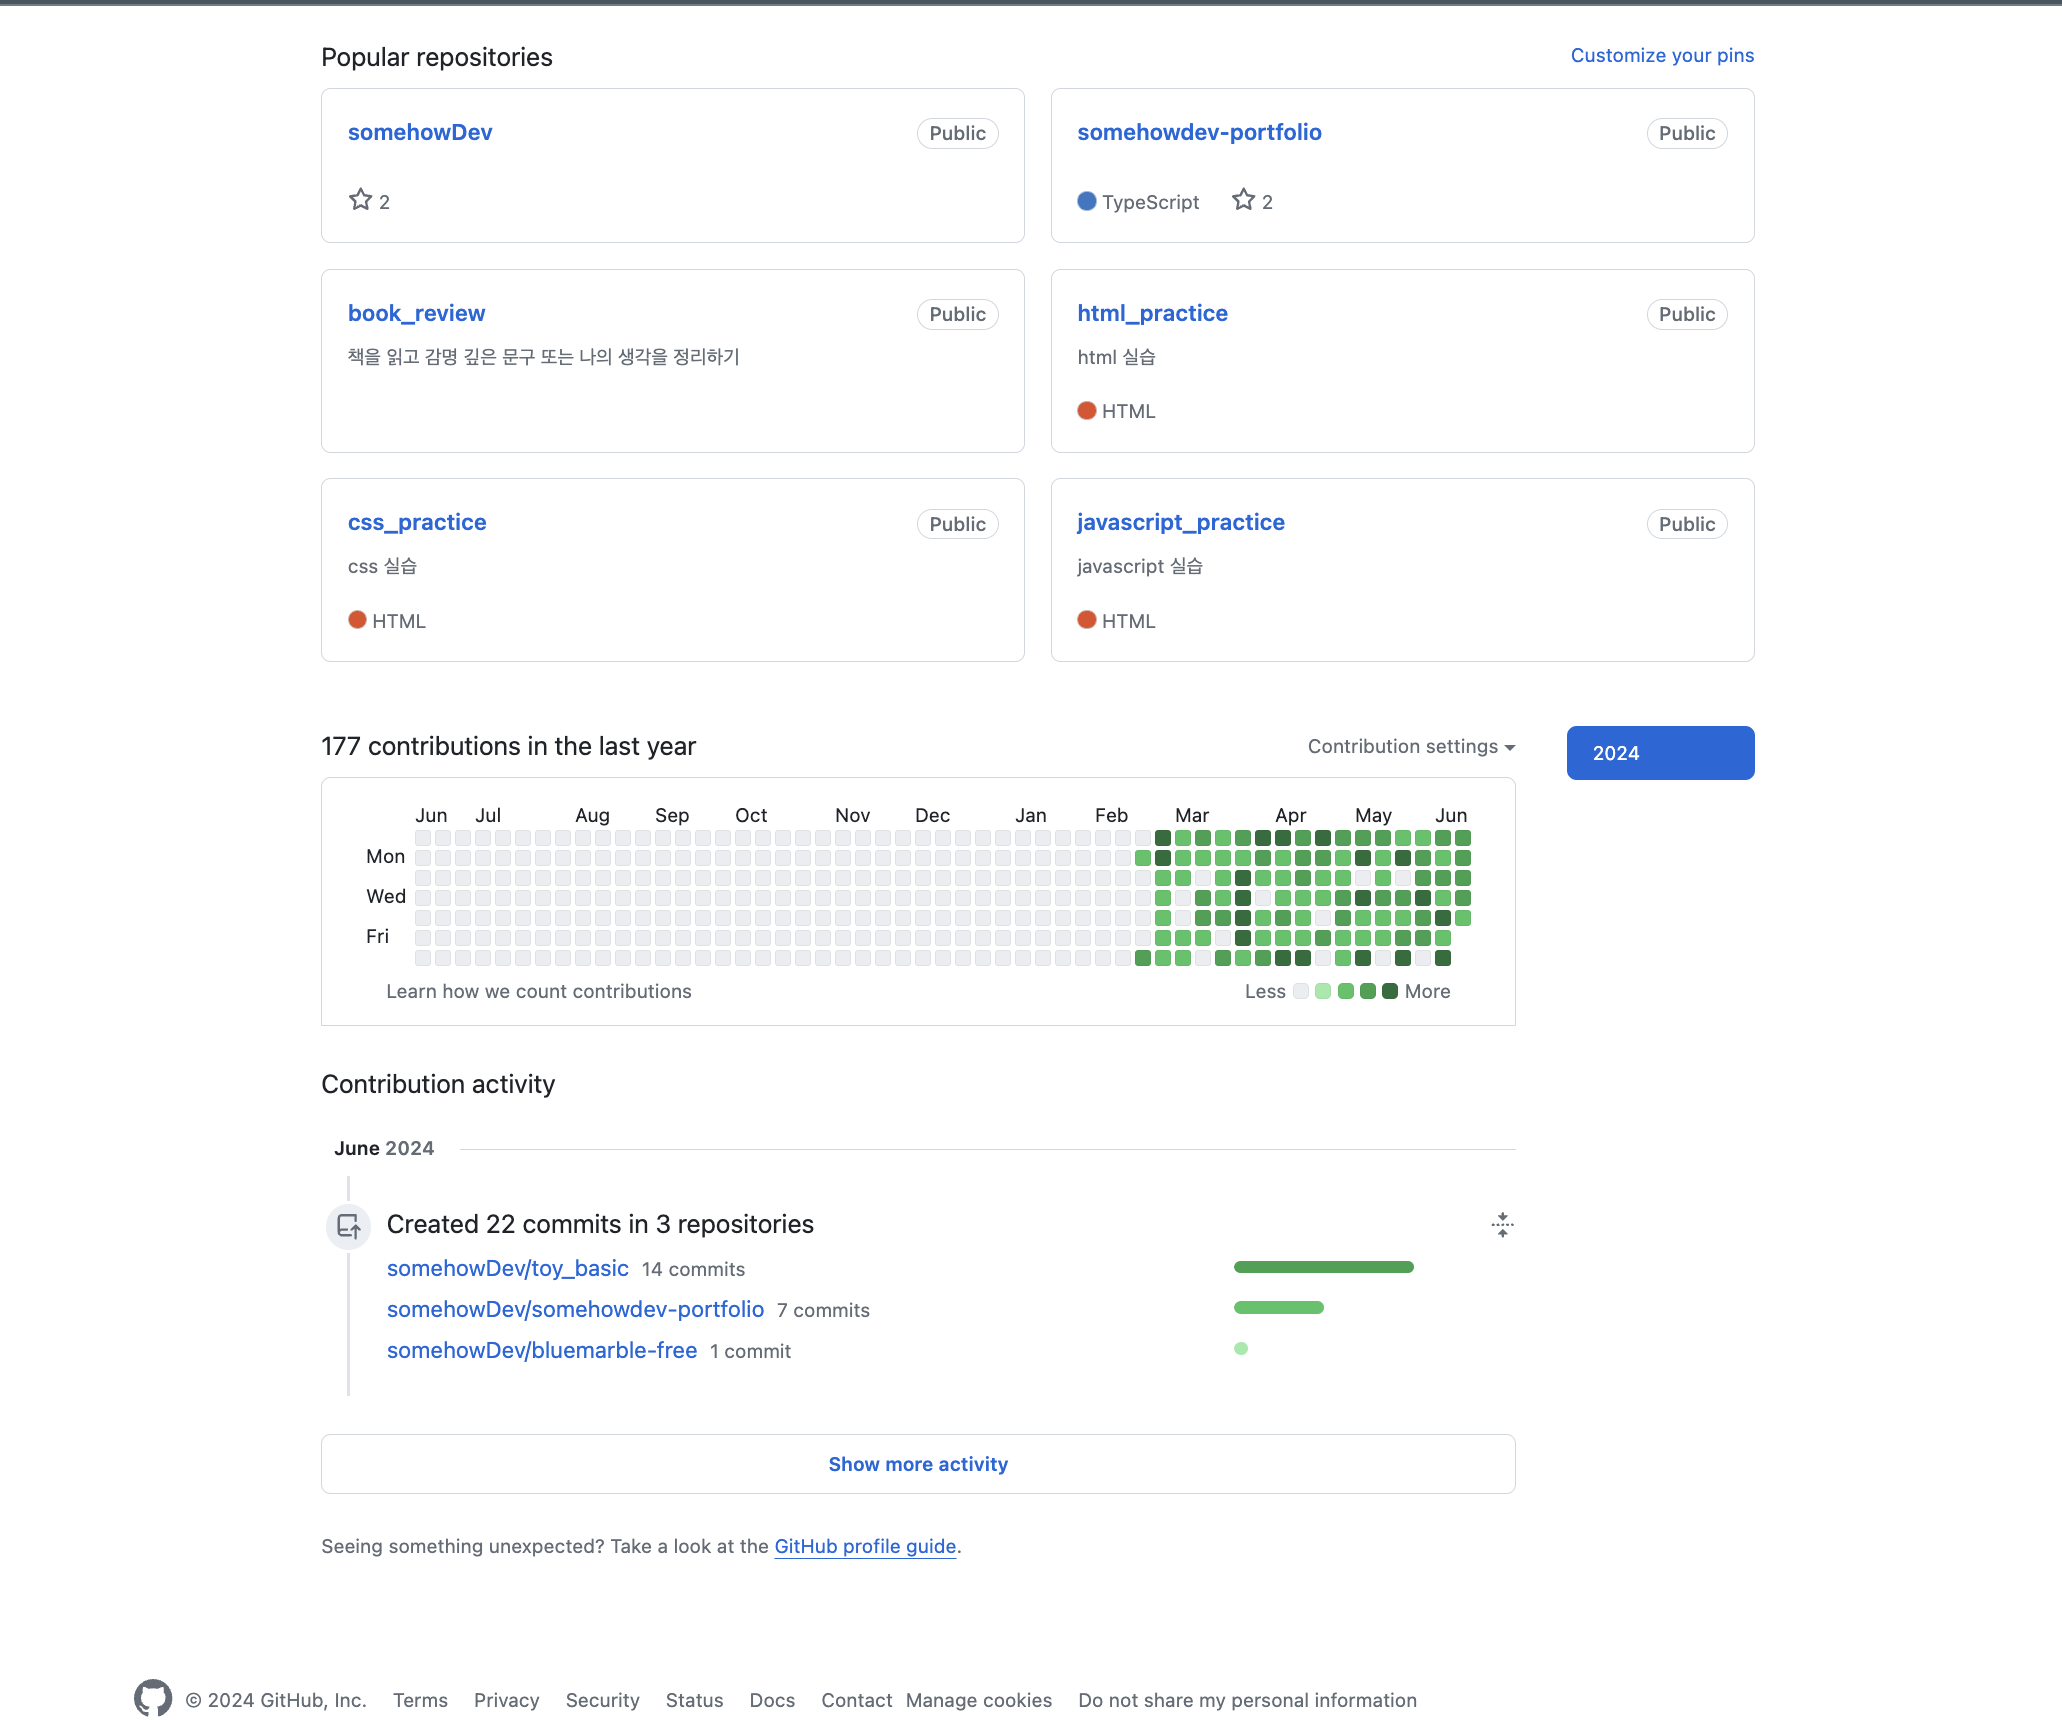 Popular repositories
Customize your pins
somehowDev
Public
2
somehowdev-portfolio
Public
TypeScript
2
book_review
Public
책을 읽고 감명 깊은 문구 또는 나의 생각을 정리하기
html_practice
Public
html 실습
HTML
css_practice
Public
css 실습
HTML
javascript_practice
Public
javascript 실습
HTML
177 contributions in the last year
Contribution settings
2024
Jun Jul Aug Sep Oct Nov Dec Jan Feb Mar Apr May Jun
Mon
Wed
Fri
Learn how we count contributions
Less
More
Contribution activity
June 2024
Created 22 commits in 3 repositories
somehowDev/toy_basic 14 commits
somehowDev/somehowdev-portfolio 7 commits
somehowDev/bluemarble-free 1 commit
Show more activity
Seeing something unexpected? Take a look at the GitHub profile guide.
© 2024 GitHub, Inc. Terms Privacy Security Status Docs Contact Manage cookies Do not share my personal information